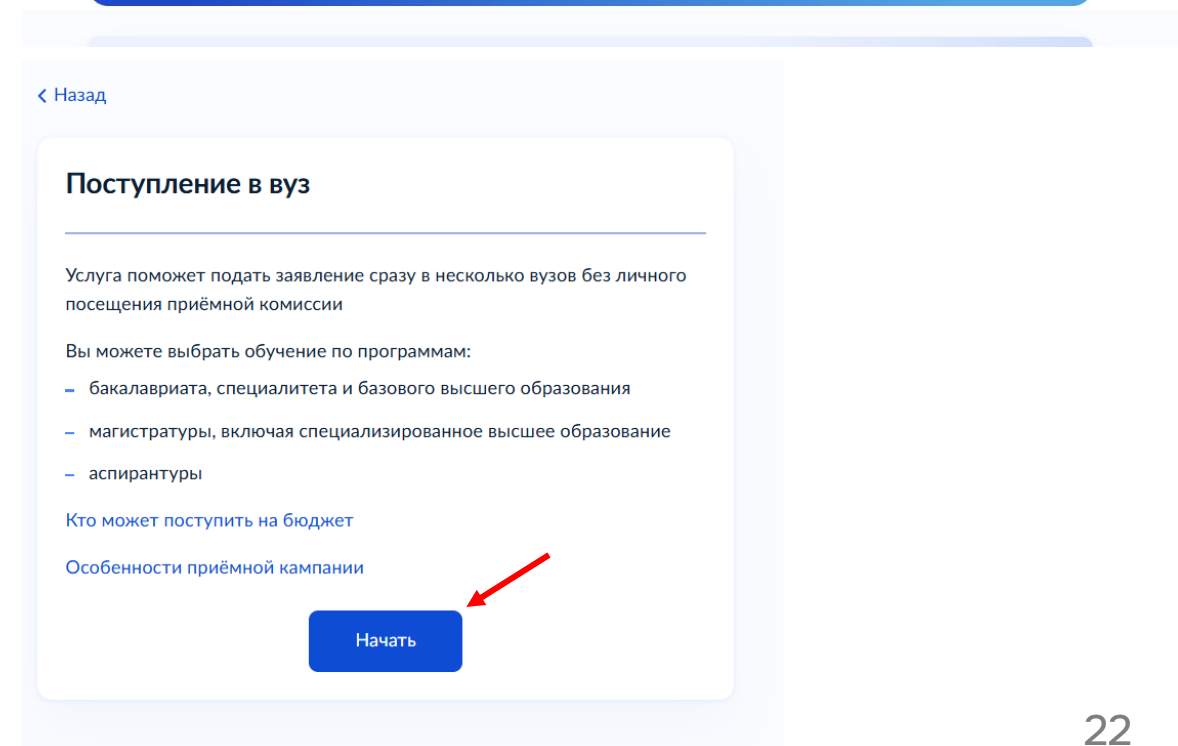 Назад
Поступление в вуз
Услуга поможет подать заявление сразу в несколько вузов без личного
посещения приёмной комиссии
Вы можете выбрать обучение по программам:
– бакалавриата, специалитета и базового высшего образования
– магистратуры, включая специализированное высшее образование
– аспирантуры
Кто может поступить на бюджет
Особенности приёмной кампании
Начать
22